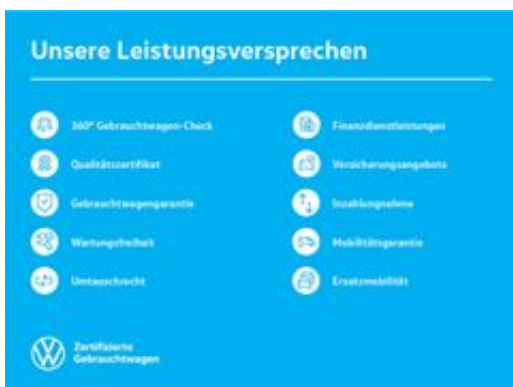 Unsere Leistungsversprechen
360° Gebrauchtwagen-Check
Qualitätszertifikat
Gebrauchtwagengarantie
Wartungsfreiheit
Umtauschrecht
Finanzdienstleistungen
Versicherungsangebote
Inzahlungnahme
Mobilitätsgarantie
Ersatzmobilität
Zertifizierte
Gebrauchtwagen